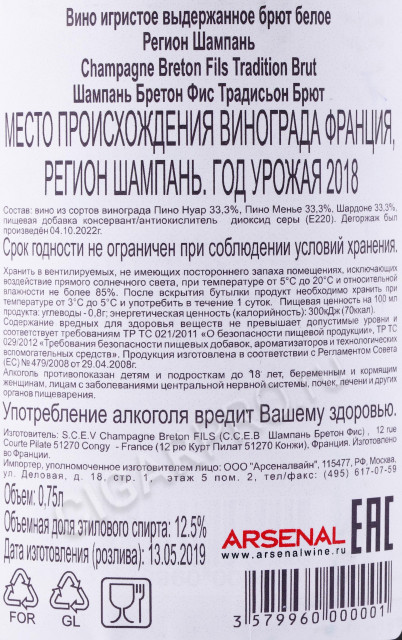 Вино игристое выдержанное брют белое
Регион Шампань
Champagne Breton Fils Tradition Brut
Шампань Бретон Фис Традисьон Брют
МЕСТО ПРОИСХОЖДЕНИЯ ВИНОГРАДА ФРАНЦИЯ,
РЕГИОН ШАМПАНЬ. ГОД УРОЖАЯ 2018
Состав: вино из сортов винограда Пино Нуар 33,3%, Пино Менье 33,3%, Шардоне 33,3%,
пищевая добавка консервант/антиокислитель диоксид серы (Е220). Дегоржаж был
произведён 04.10.2022г.
Срок годности не ограничен при соблюдении условий хранения.
Хранить в вентилируемых, не имеющих постороннего запаха помещениях, исключающих
воздействие прямого солнечного света, при температуре от 5°С до 20°С и относительной
влажности не более 85%. После вскрытия бутылки продукт необходимо хранить при
температуре от 3°С до 5°С и употребить в течение 1 суток. Пищевая ценность на 100 мл
продукта: углеводы - 0,8г; энергетическая ценность (калорийность): 300кДж (70ккал).
Содержание вредных для здоровья веществ не превышает допустимые уровни и
соответствует требованиям ТР ТС 021/2011 «О безопасности пищевой продукции», ТР ТС
029/2012 «Требования безопасности пищевых добавок, ароматизаторов и технологических
вспомогательных средств». Продукция изготовлена в соответствии с Регламентом Совета
(ЕС) № 479/2008 от 29.04.2008г.
Алкоголь противопоказан детям и подросткам до 18 лет, беременным и кормящим
женщинам, лицам с заболеваниями центральной нервной системы, почек, печени и других
органов пищеварения.
Употребление алкоголя вредит Вашему здоровью.
Изготовитель: S.C.E.V Champagne Breton FILS (С.С.Е.В Шампань Бретон Фис) , 12 rue
Courte Pilate 51270 Congy - France (12 рю Курт Пилат 51270 Конжи), Франция. Изготовлено
во Франции.
Импортер, уполномоченное изготовителем лицо: ООО "Арсеналвайн", 115477, РФ, Москва,
ул. Деловая, д. 18, стр. 1, этаж 5 пом. 2, тел/факс: (495) 617-07-59
Объем: 0.75л
Объемная доля этилового спирта: 12.5%
Дата изготовления (розлива): 13.05.2019
ARSENAL
www.arsenalwine.ru
EAC
FOR
GL
3 579960 000001